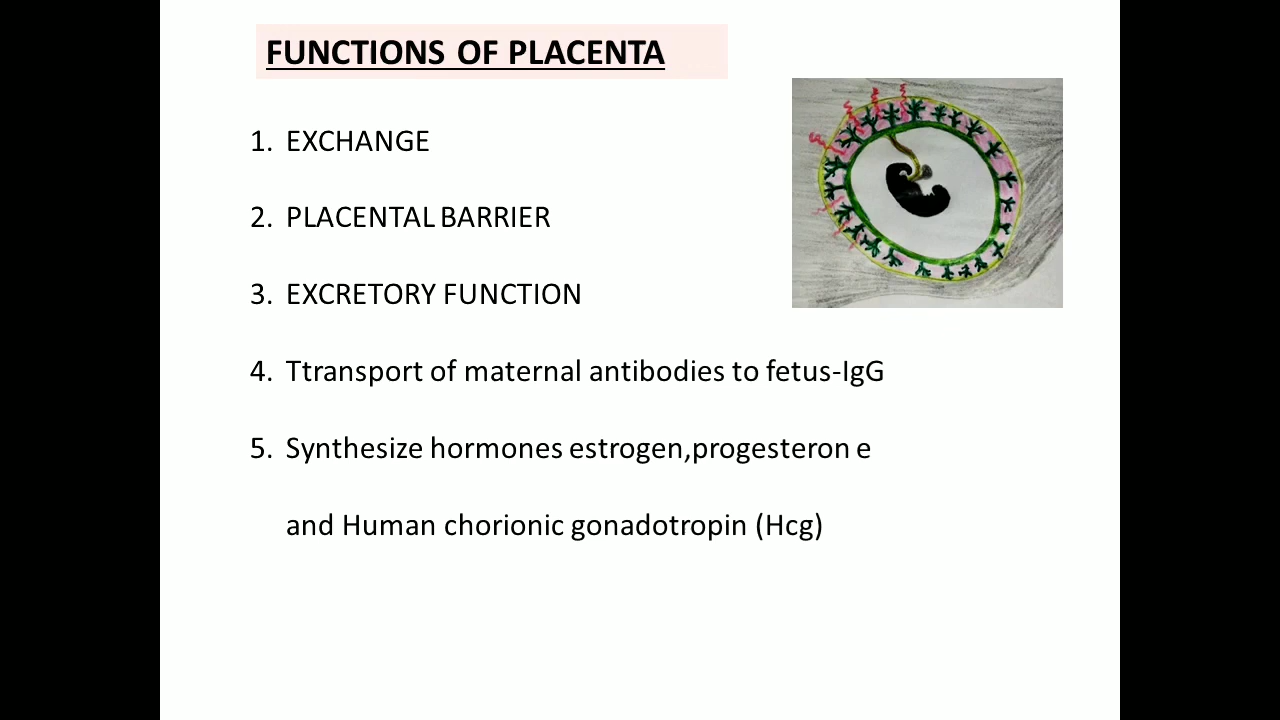 FUNCTIONS OF PLACENTA
1. EXCHANGE
2. PLACENTAL BARRIER
3. EXCRETORY FUNCTION
4. Ttransport of maternal antibodies to fetus-IgG
5. Synthesize hormones estrogen,progesteron e
and Human chorionic gonadotropin (Hcg)